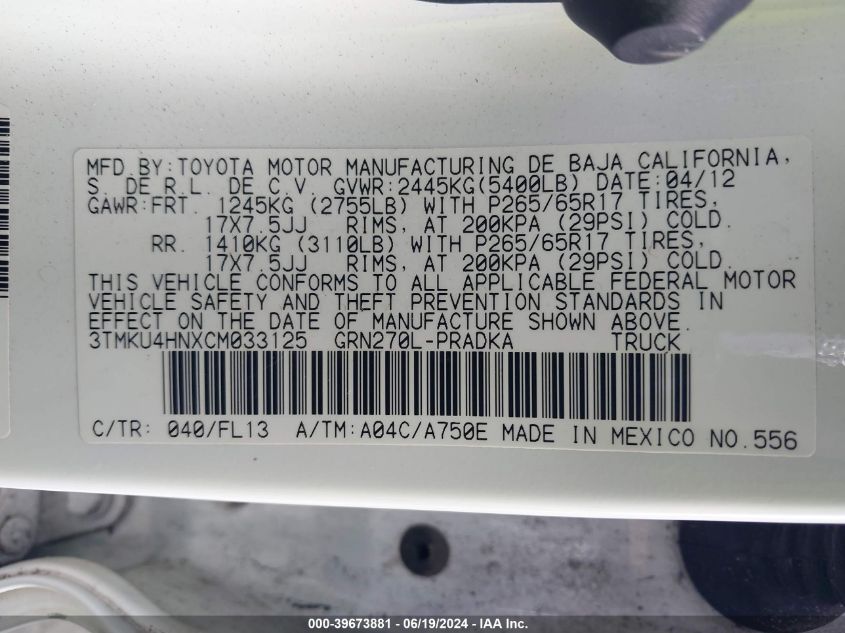 MFD.BY:TOYOTA MOTOR MANUFACTURING DE BAJA CALIFORNIA,
S. DE R.L. DE C.V. GVWR:2445KG(5400LB) DATE:04/12
GAWR:FRT. 1245KG (2755LB) WITH P265/65R17 TIRES,
17X7.5JJ RIMS, AT 200KPA (29PSI) COLD.
RR. 1410KG (3110LB) WITH P265/65R17 TIRES,
17X7.5JJ RIMS, AT 200KPA (29PSI) COLD.
THIS VEHICLE CONFORMS TO ALL APPLICABLE FEDERAL MOTOR
VEHICLE SAFETY AND THEFT PREVENTION STANDARDS IN
EFFECT ON THE DATE OF MANUFACTURE SHOWN ABOVE.
3TMKU4HNXCM033125 GRN270L-PRADKA TRUCK
C/TR: 040/FL13 A/TM:A04C/A750E MADE IN MEXICO NO.556
000-39673881 - 06/19/2024 - IAA Inc.